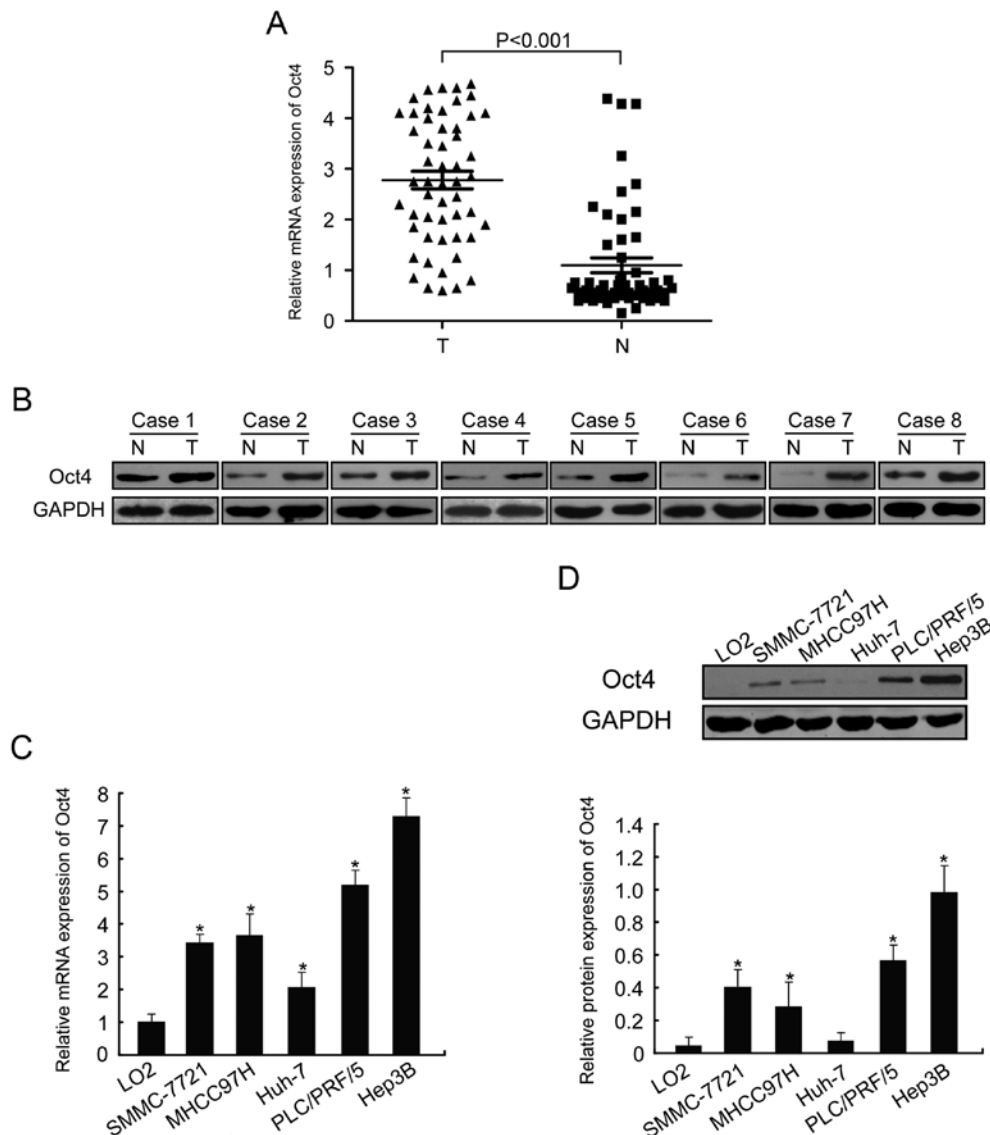 A
P<0.001
Relative mRNA expression of Oct4
5
4
3
2
1
0
T N
B
Case 1 Case 2 Case 3 Case 4 Case 5 Case 6 Case 7 Case 8
N T N T N T N T N T N T N T N T
Oct4
GAPDH
D
LO2 SMMC-7721 MHCC97H Huh-7 PLC/PRF/5 Hep3B
Oct4
GAPDH
C
Relative mRNA expression of Oct4
8
7
6
5
4
3
2
1
0
* * * * *
LO2 SMMC-7721 MHCC97H Huh-7 PLC/PRF/5 Hep3B
Relative protein expression of Oct4
1.4
1.2
1.0
0.8
0.6
0.4
0.2
0
* * * *
LO2 SMMC-7721 MHCC97H Huh-7 PLC/PRF/5 Hep3B